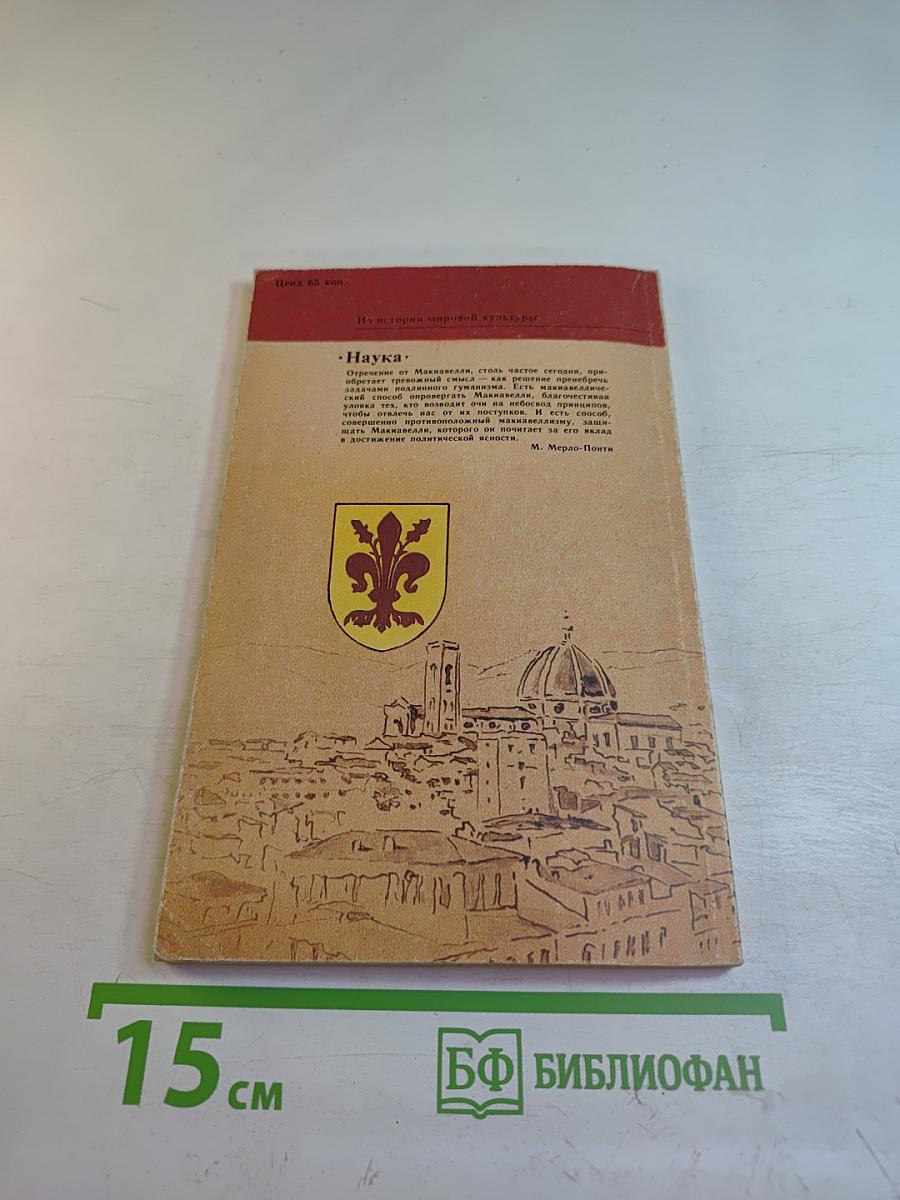 Цена 65 коп.
Из истории мировой культуры
·Наука·
Отречение от Макиавелли, столь частое сегодня, при-
обретает тревожный смысл — как решение пренебречь
задачами подлинного гуманизма. Есть макиавелличе-
ский способ опровергать Макиавелли, благочестивая
уловка тех, кто возводит очи на небосвод принципов,
чтобы отвлечь нас от их поступков. И есть способ,
совершенно противоположный макиавеллизму, защи-
щать Макиавелли, которого он почитает за его вклад
в достижение политической ясности.
М. Мерло-Понти
15 см
БФ БИБЛИОФАН